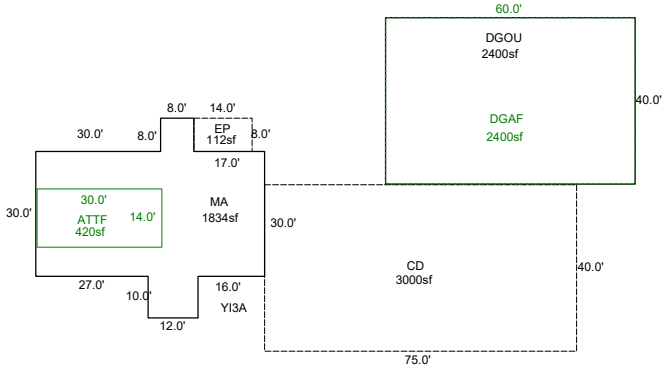 60.0'
DGOU
2400sf
40.0'
DGAF
2400sf
8.0'
14.0'
30.0'
8.0'
EP
112sf
8.0'
17.0'
30.0'
30.0'
14.0'
ATTF
420sf
MA
1834sf
30.0'
CD
3000sf
40.0'
27.0'
10.0'
16.0'
YI3A
12.0'
75.0'